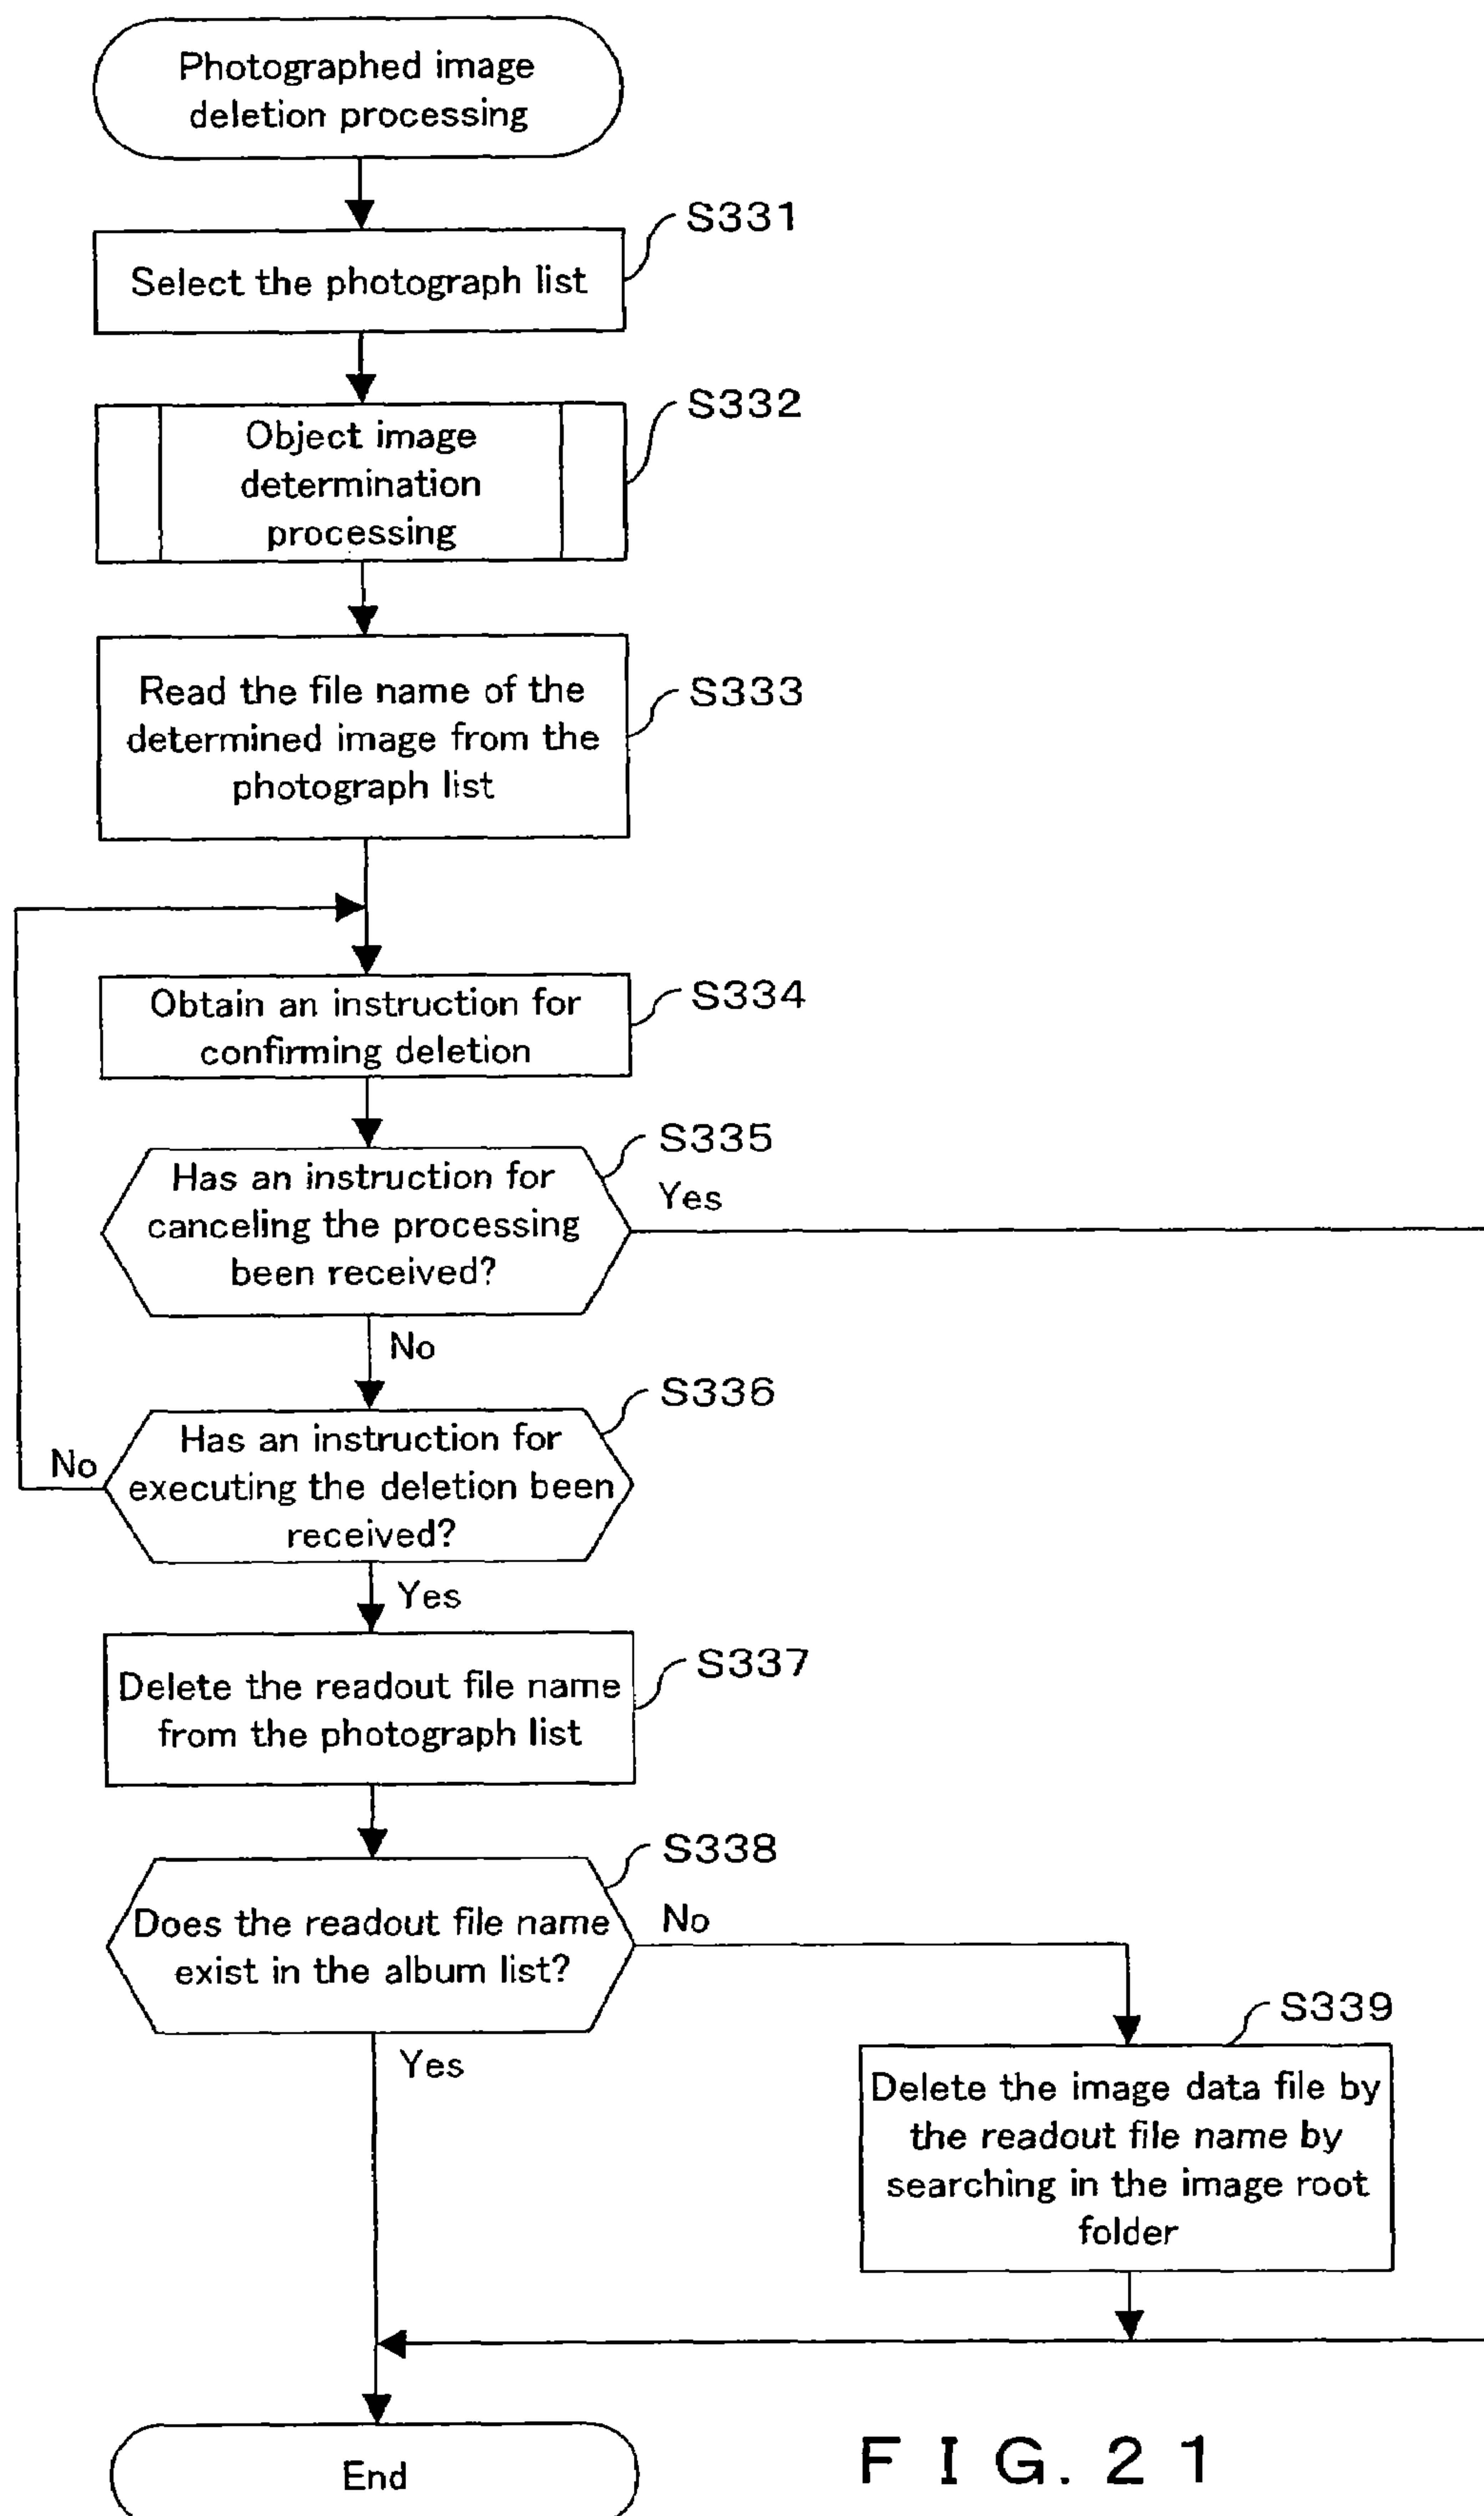 Photographed image
deletion processing
S331
Select the photograph list
S332
Object image
determination
processing
S333
Read the file name of the
determined image from the
photograph list
S334
Obtain an instruction for
confirming deletion
S335
Has an instruction for
canceling the processing
been received?
Yes
No
S336
Has an instruction for
executing the deletion been
received?
No
Yes
S337
Delete the readout file name
from the photograph list
S338
Does the readout file name
exist in the album list?
No
Yes
S339
Delete the image data file by
the readout file name by
searching in the image root
folder
End
FIG. 21